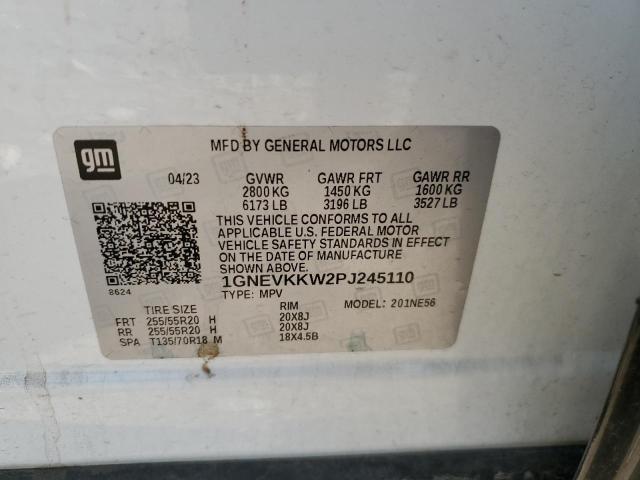 gm
MFD BY GENERAL MOTORS LLC
04/23 GVWR GAWR FRT GAWR RR
2800 KG 1450 KG 1600 KG
6173 LB 3196 LB 3527 LB
THIS VEHICLE CONFORMS TO ALL
APPLICABLE U.S. FEDERAL MOTOR
VEHICLE SAFETY STANDARDS IN EFFECT
ON THE DATE OF MANUFACTURE
SHOWN ABOVE.
8624
1GNEVKKW2PJ245110
TYPE: MPV MODEL: 201NE56
TIRE SIZE RIM
FRT 255/55R20 H 20X8J
RR 255/55R20 H 20X8J
SPA T135/70R18 M 18X4.5B